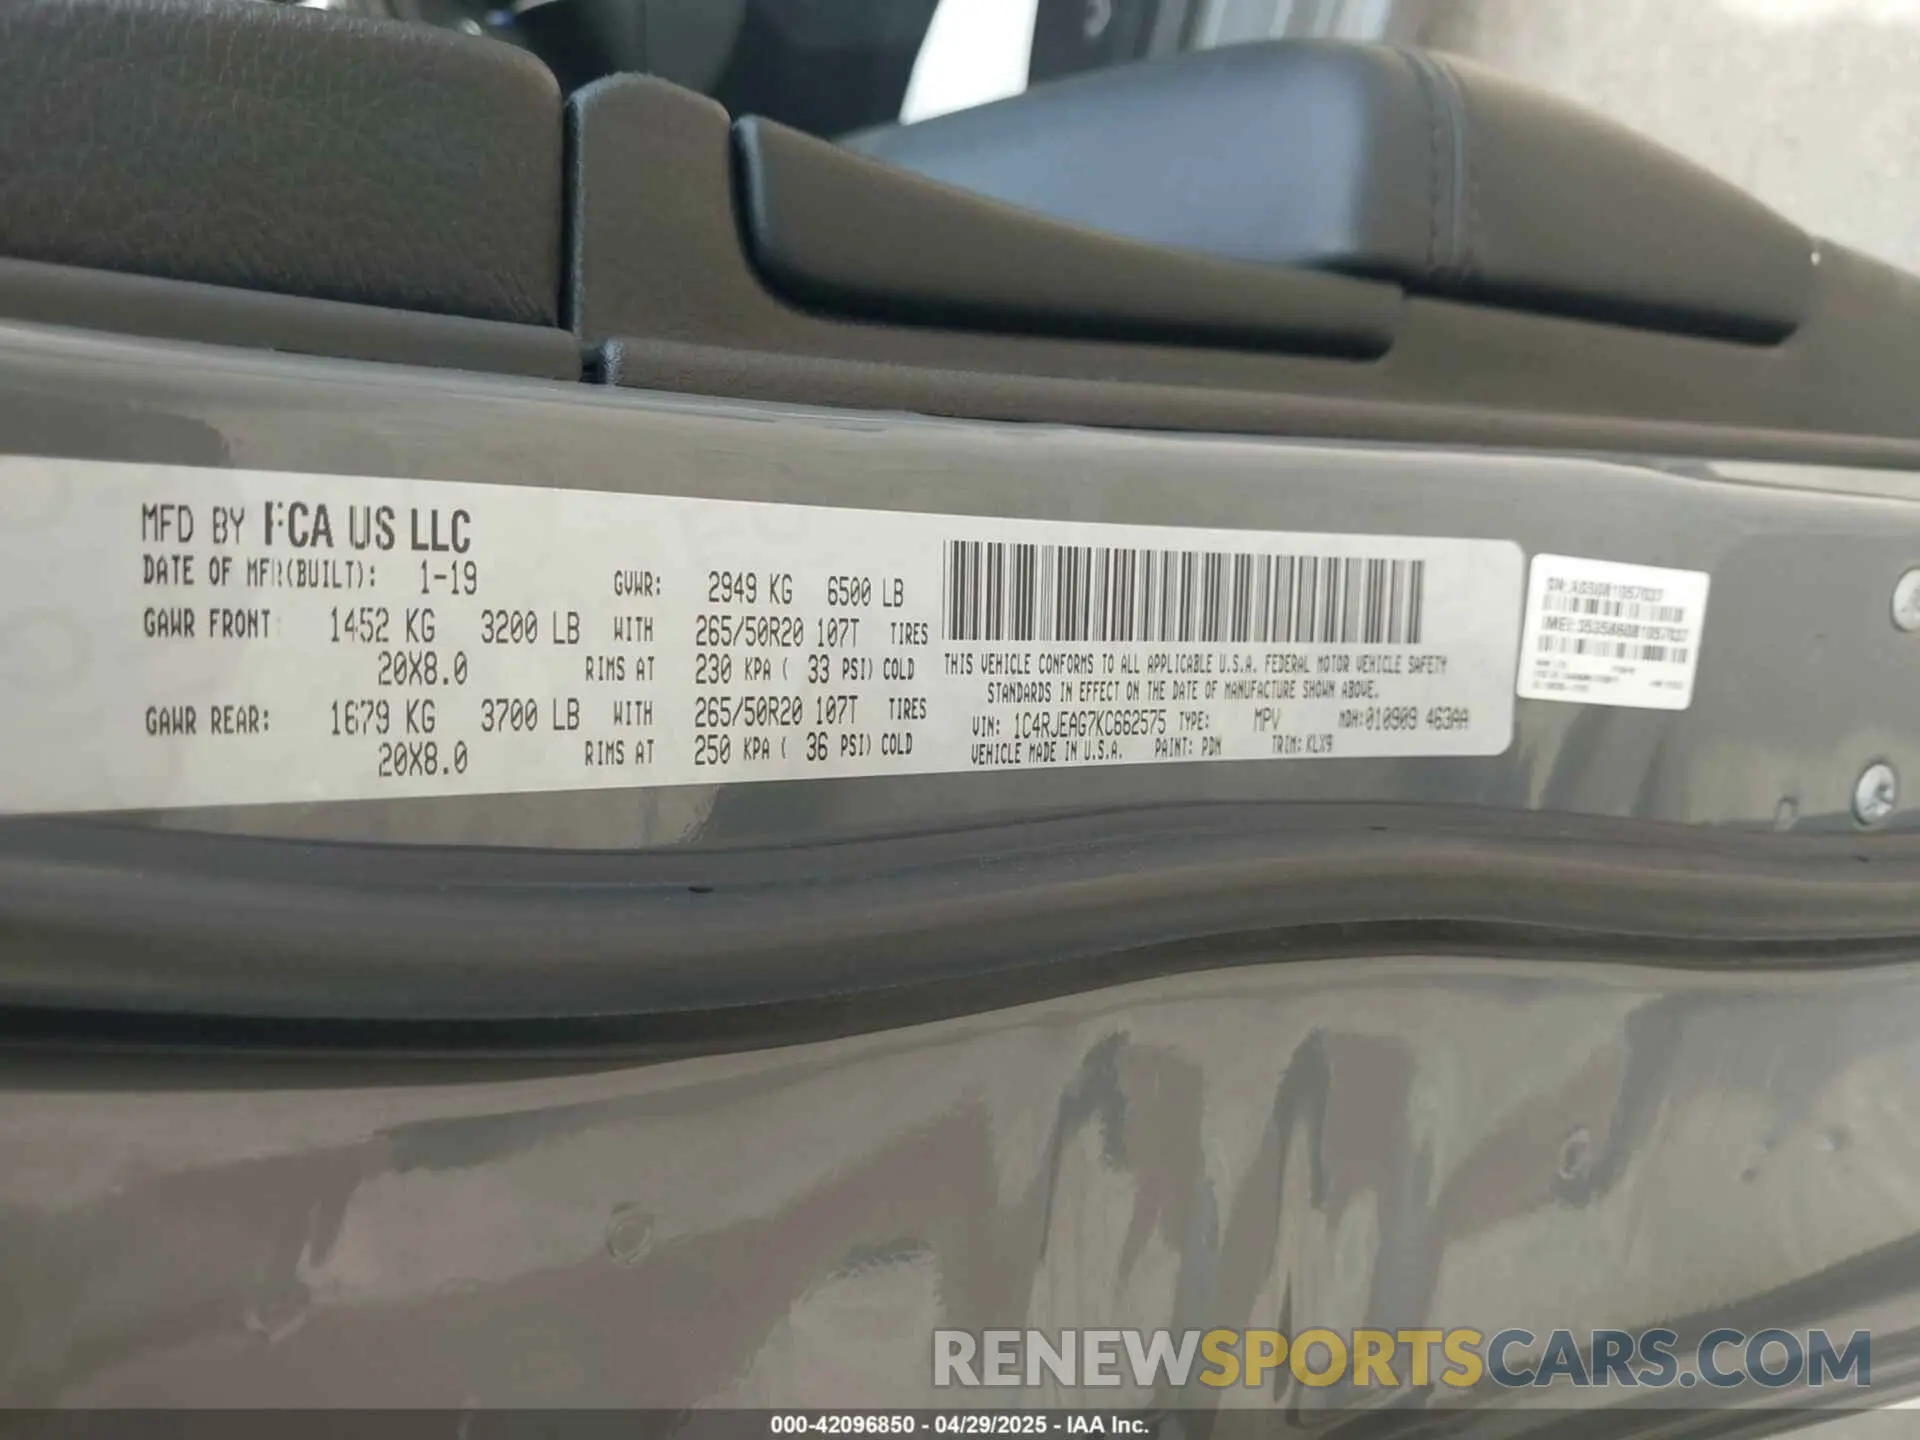 MFD BY FCA US LLC
DATE OF MFR(BUILT): 1-19 GVWR: 2949 KG 6500 LB
GAWR FRONT: 1452 KG 3200 LB WITH 265/50R20 107T TIRES
20X8.0 RIMS AT 230 KPA ( 33 PSI) COLD
GAWR REAR: 1679 KG 3700 LB WITH 265/50R20 107T TIRES
20X8.0 RIMS AT 250 KPA ( 36 PSI) COLD
THIS VEHICLE CONFORMS TO ALL APPLICABLE U.S.A. FEDERAL MOTOR VEHICLE SAFETY
STANDARDS IN EFFECT ON THE DATE OF MANUFACTURE SHOWN ABOVE.
VIN: 1C4RJEAG7KC662575 TYPE: MPV MDH: 010909 463AA
VEHICLE MADE IN U.S.A. PAINT: PDN TRIM: KLX9
RENEWSPORTSCARS.COM
000-42096850 - 04/29/2025 - IAA Inc.